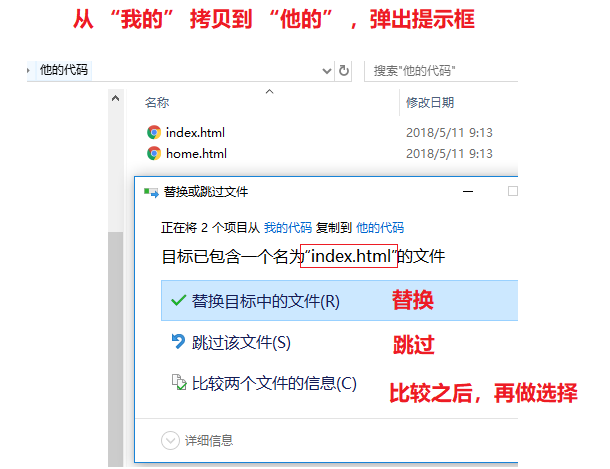 从 “我的” 拷贝到 “他的” ，弹出提示框
他的代码
搜索"他的代码"
名称 修改日期
index.html 2018/5/11 9:13
home.html 2018/5/11 9:13
替换或跳过文件
正在将 2 个项目从 我的代码 复制到 他的代码
目标已包含一个名为"index.html"的文件
替换目标中的文件(R) 替换
跳过该文件(S) 跳过
比较两个文件的信息(C) 比较之后，再做选择
详细信息